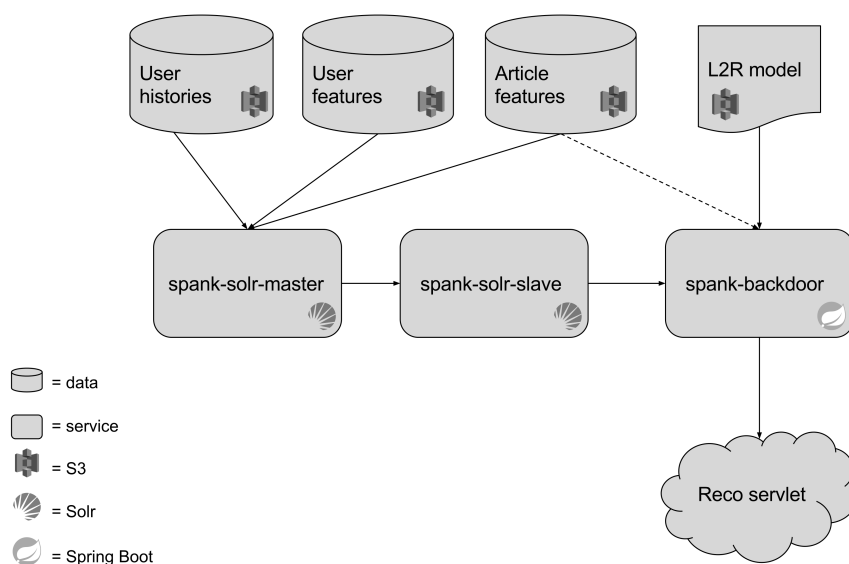 User
histories
User
features
Article
features
L2R model
spank-solr-master
spank-solr-slave
spank-backdoor
= data
= service
= S3
= Solr
= Spring Boot
Reco servlet